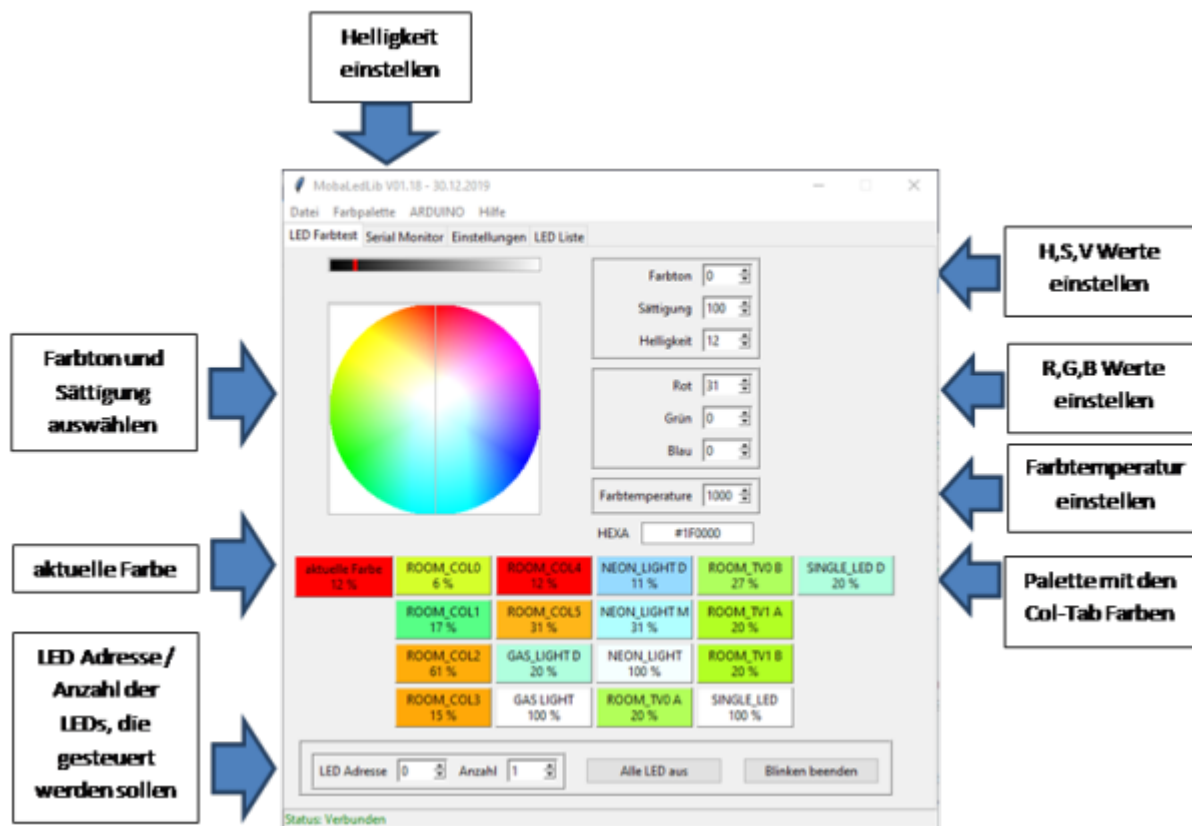 Helligkeit
einstellen
MobaLedLib V01.18 - 30.12.2019
Datei Farbpalette ARDUINO Hilfe
LED Farbtest Serial Monitor Einstellungen LED Liste
Farbton 0
Sättigung 100
Helligkeit 12
Rot 31
Grün 0
Blau 0
Farbtemperature 1000
HEXA #1F0000
aktuelle Farbe
12 %
ROOM_COL0
6 %
ROOM_COL4
12 %
NEON_LIGHT D
11 %
ROOM_TV0 B
27 %
SINGLE_LED D
20 %
ROOM_COL1
17 %
ROOM_COL5
31 %
NEON_LIGHT M
31 %
ROOM_TV1 A
20 %
ROOM_COL2
61 %
GAS_LIGHT D
20 %
NEON_LIGHT
100 %
ROOM_TV1 B
20 %
ROOM_COL3
15 %
GAS LIGHT
100 %
ROOM_TV0 A
20 %
SINGLE_LED
100 %
LED Adresse 0 Anzahl 1 Alle LED aus Blinken beenden
Status: Verbunden
Farbton und
Sättigung
auswählen
aktuelle Farbe
LED Adresse /
Anzahl der
LEDs, die
gesteuert
werden sollen
H,S,V Werte
einstellen
R,G,B Werte
einstellen
Farbtemperatur
einstellen
Palette mit den
Col-Tab Farben